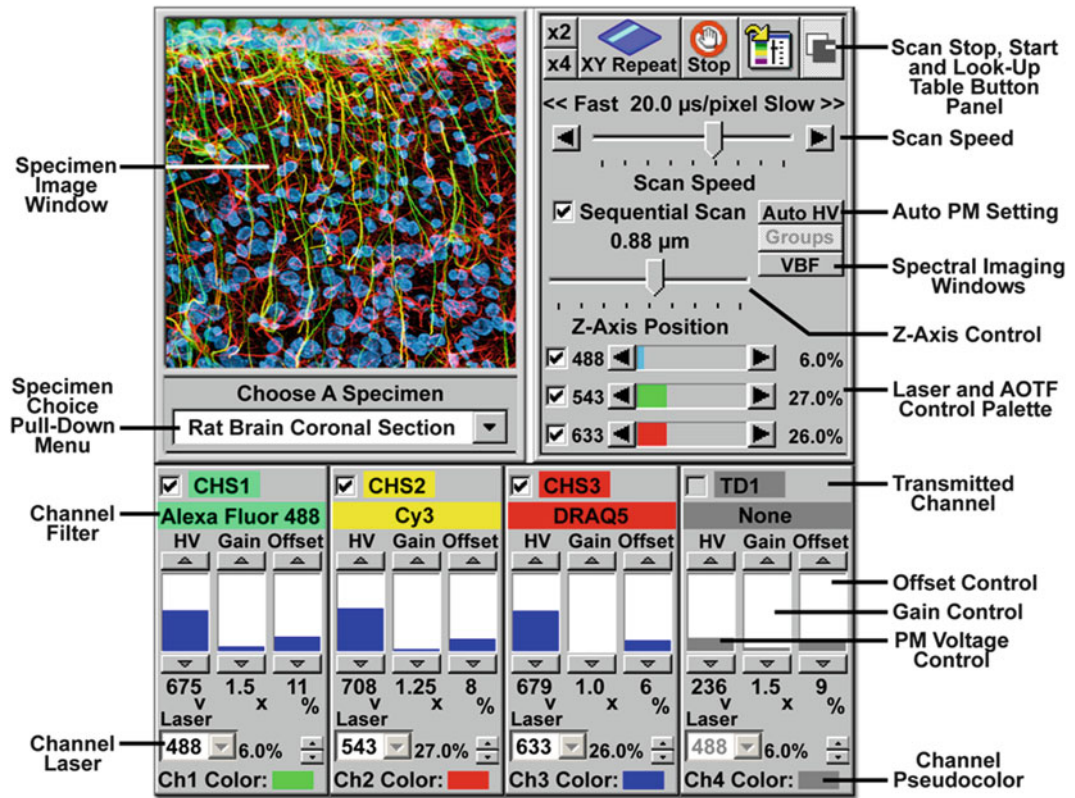 x2
x4 XY Repeat Stop
<< Fast 20.0 µs/pixel Slow >>
Scan Speed
Sequential Scan
Auto HV
Groups
0.88 µm
VBF
Z-Axis Position
488 6.0%
543 27.0%
633 26.0%
Choose A Specimen
Rat Brain Coronal Section
CHS1
Alexa Fluor 488
HV Gain Offset
675 1.5 11
v x %
Laser
488 6.0%
Ch1 Color:
CHS2
Cy3
HV Gain Offset
708 1.25 8
v x %
Laser
543 27.0%
Ch2 Color:
CHS3
DRAQ5
HV Gain Offset
679 1.0 6
v x %
Laser
633 26.0%
Ch3 Color:
TD1
None
HV Gain Offset
236 1.5 9
v x %
Laser
488 6.0%
Ch4 Color:
Specimen
Image
Window
Specimen
Choice
Pull-Down
Menu
Channel
Filter
Channel
Laser
Scan Stop, Start
and Look-Up
Table Button
Panel
Scan Speed
Auto PM Setting
Spectral Imaging
Windows
Z-Axis Control
Laser and AOTF
Control Palette
Transmitted
Channel
Offset Control
Gain Control
PM Voltage
Control
Channel
Pseudocolor